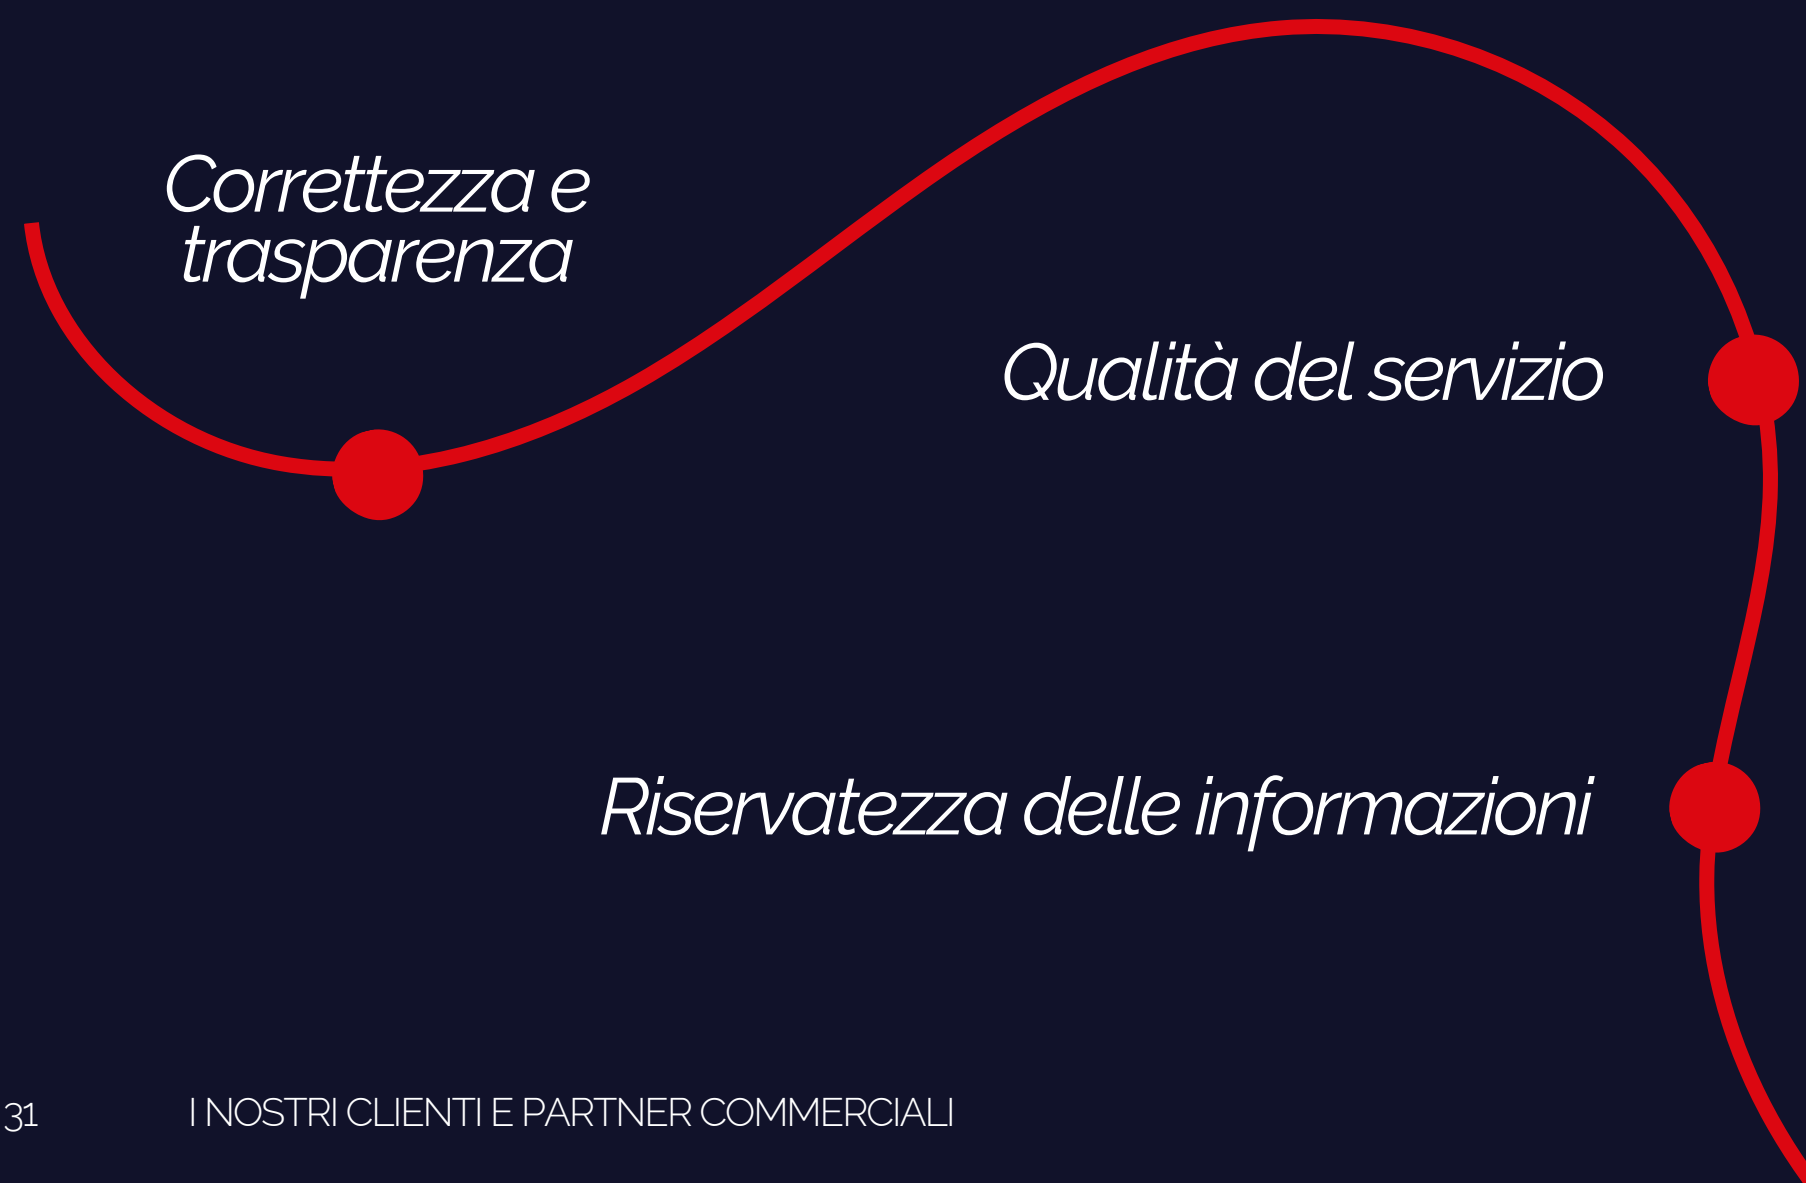 Correttezza e
trasparenza
Qualità del servizio
Riservatezza delle informazioni
31 I NOSTRI CLIENTI E PARTNER COMMERCIALI